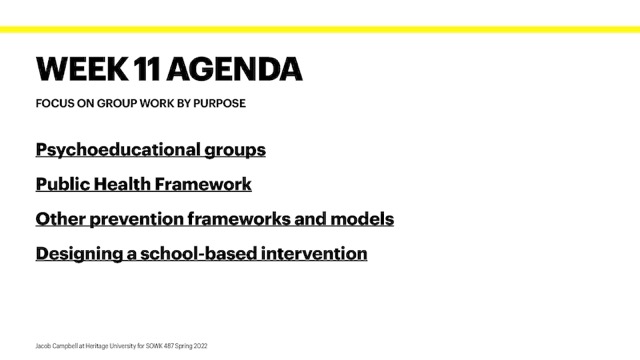 WEEK 11 AGENDA
FOCUS ON GROUP WORK BY PURPOSE
Psychoeducational groups
Public Health Framework
Other prevention frameworks and models
Designing a school-based intervention
Jacob Campbell at Heritage University for SOWK 487 Spring 2022